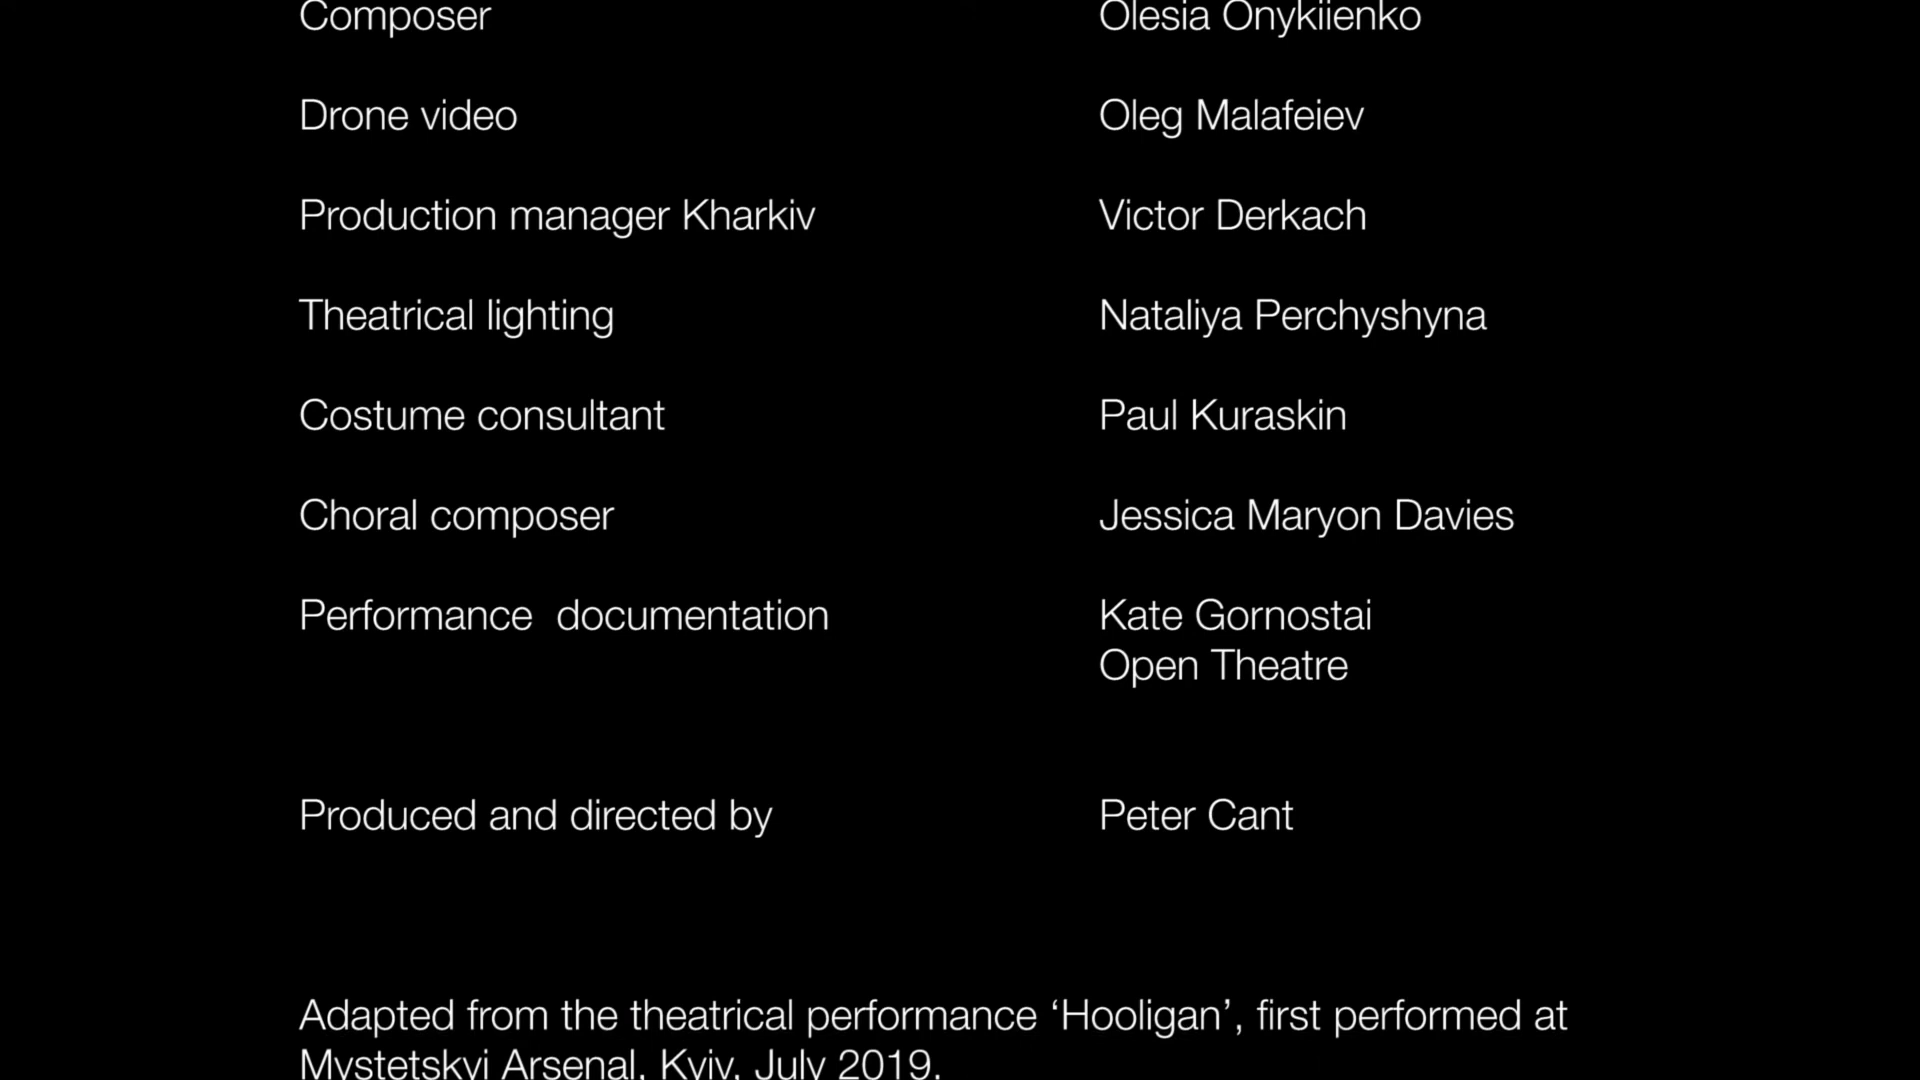 Composer Olesia Onykiienko
Drone video Oleg Malafeiev
Production manager Kharkiv Victor Derkach
Theatrical lighting Nataliya Perchyshyna
Costume consultant Paul Kuraskin
Choral composer Jessica Maryon Davies
Performance  documentation Kate Gornostai
Open Theatre
Produced and directed by Peter Cant
Adapted from the theatrical performance ‘Hooligan’, first performed at
Mystetskyi Arsenal, Kyiv, July 2019.